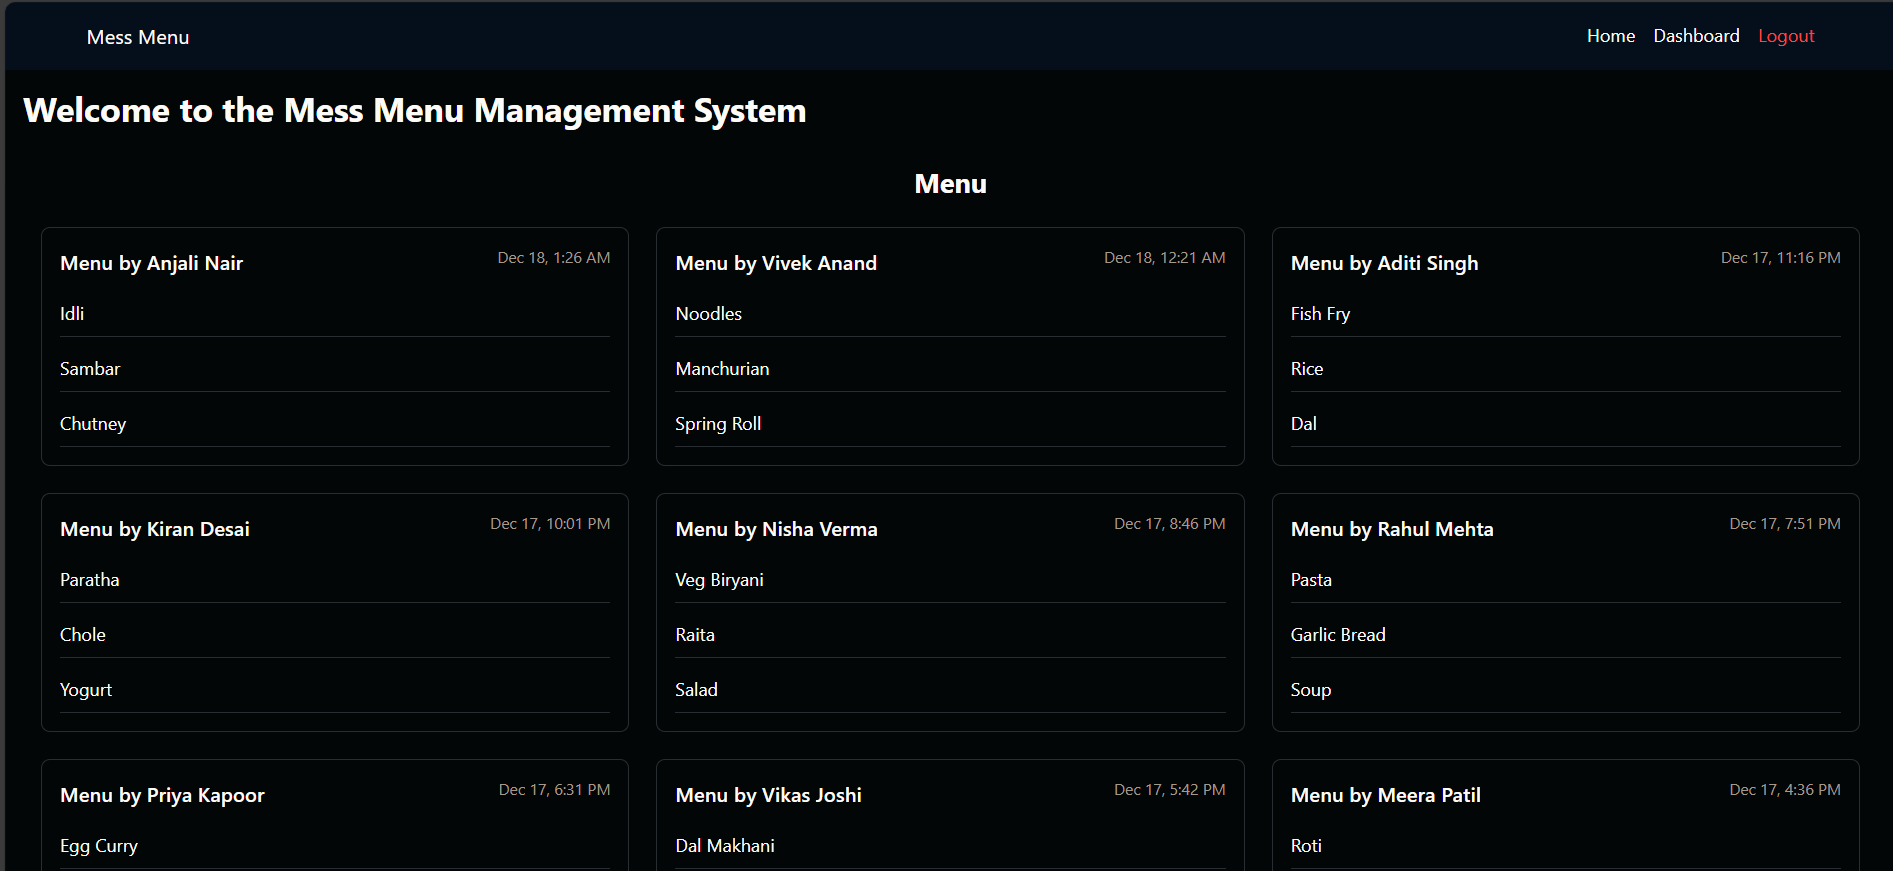 Mess Menu
Home Dashboard Logout
Welcome to the Mess Menu Management System
Menu
Menu by Anjali Nair
Dec 18, 1:26 AM
Idli
Sambar
Chutney
Menu by Vivek Anand
Dec 18, 12:21 AM
Noodles
Manchurian
Spring Roll
Menu by Aditi Singh
Dec 17, 11:16 PM
Fish Fry
Rice
Dal
Menu by Kiran Desai
Dec 17, 10:01 PM
Paratha
Chole
Yogurt
Menu by Nisha Verma
Dec 17, 8:46 PM
Veg Biryani
Raita
Salad
Menu by Rahul Mehta
Dec 17, 7:51 PM
Pasta
Garlic Bread
Soup
Menu by Priya Kapoor
Dec 17, 6:31 PM
Egg Curry
Menu by Vikas Joshi
Dec 17, 5:42 PM
Dal Makhani
Menu by Meera Patil
Dec 17, 4:36 PM
Roti